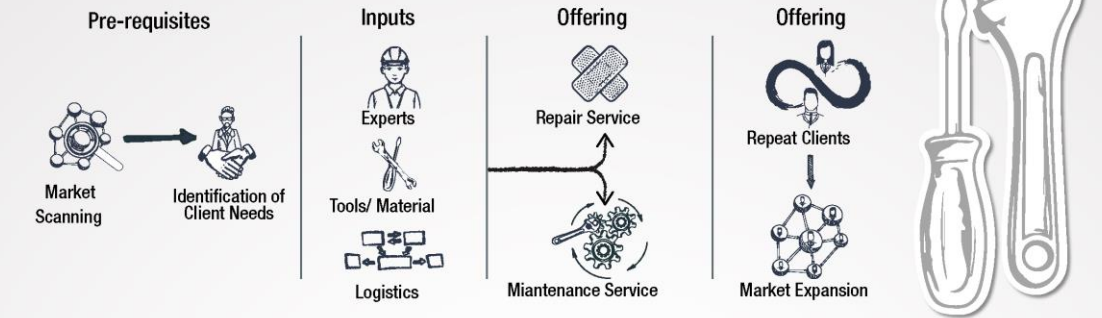 Pre-requisites
Market
Scanning
Identification of
Client Needs
Inputs
Experts
Tools/ Material
Logistics
Offering
Repair Service
Miantenance Service
Offering
Repeat Clients
Market Expansion